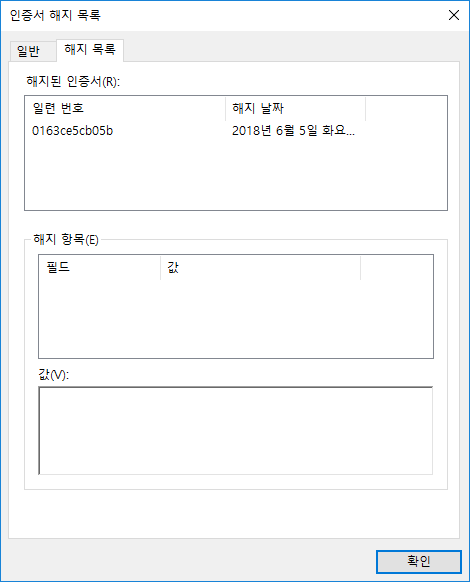 인증서 해지 목록
일반
해지 목록
해지된 인증서(R):
일련 번호 해지 날짜
0163ce5cb05b 2018년 6월 5일 화요...
해지 항목(E)
필드 값
값(V):
확인